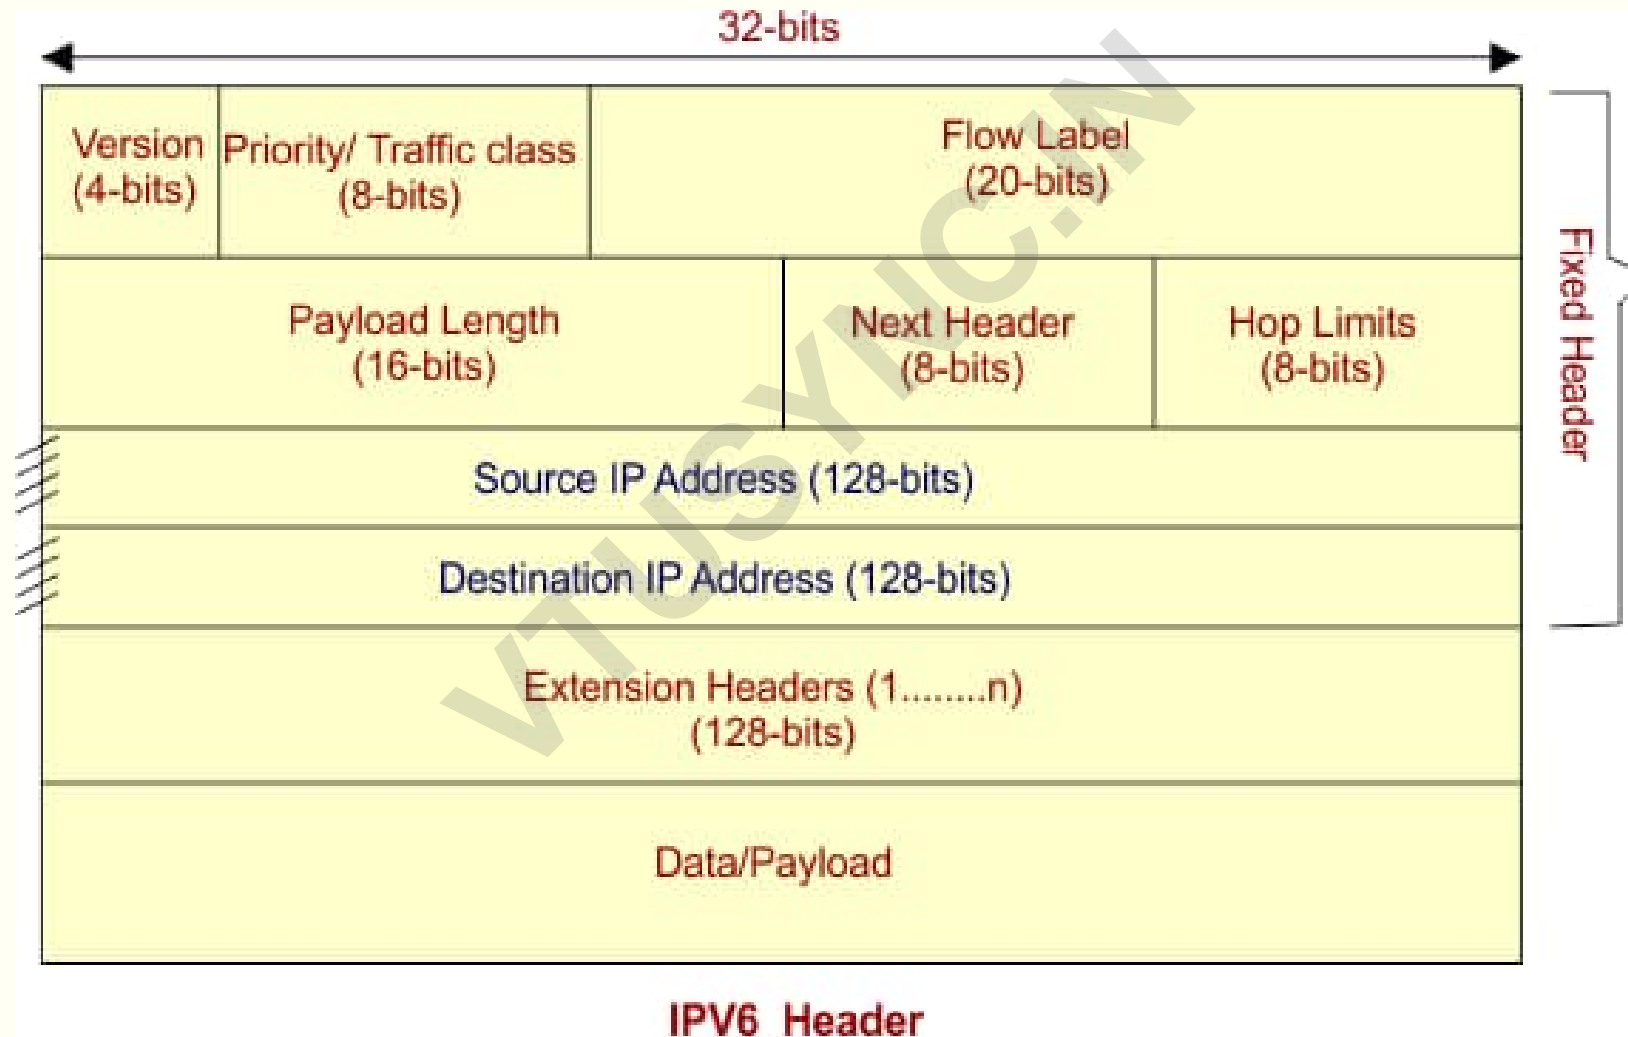 32-bits
Version
(4-bits)
Priority/ Traffic class
(8-bits)
Flow Label
(20-bits)
Payload Length
(16-bits)
Next Header
(8-bits)
Hop Limits
(8-bits)
Source IP Address (128-bits)
Destination IP Address (128-bits)
Extension Headers (1........n)
(128-bits)
Data/Payload
Fixed Header
IPV6 Header
VTUSYNC.IN